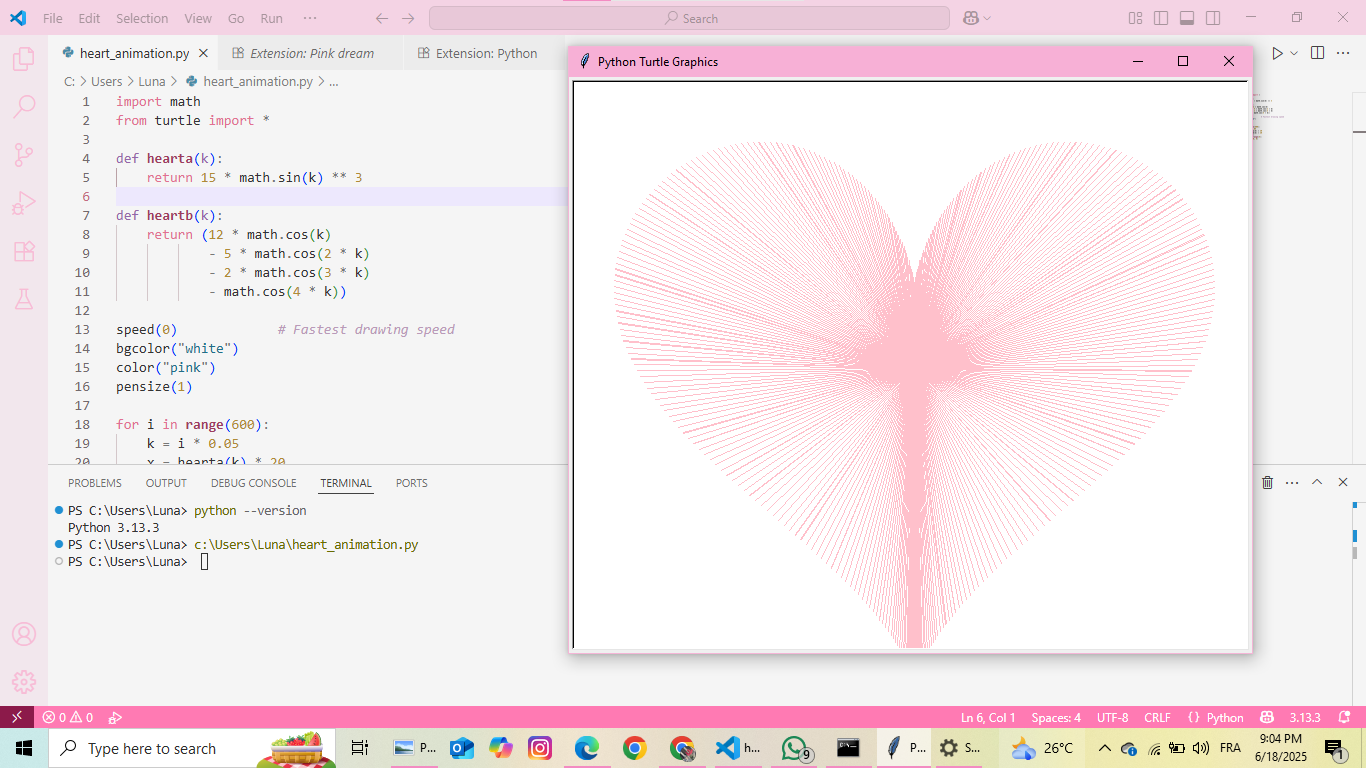 File Edit Selection View Go Run ··· Search
heart_animation.py Extension: Pink dream Extension: Python
C: > Users > Luna > heart_animation.py > ...
Python Turtle Graphics
1 import math
2 from turtle import *
3
4 def hearta(k):
5 return 15 * math.sin(k) ** 3
6
7 def heartb(k):
8 return (12 * math.cos(k)
9 - 5 * math.cos(2 * k)
10 - 2 * math.cos(3 * k)
11 - math.cos(4 * k))
12
13 speed(0) # Fastest drawing speed
14 bgcolor("white")
15 color("pink")
16 pensize(1)
17
18 for i in range(600):
19 k = i * 0.05
20 x = hearta(k) * 20
PROBLEMS OUTPUT DEBUG CONSOLE TERMINAL PORTS
PS C:\Users\Luna> python --version
Python 3.13.3
PS C:\Users\Luna> c:\Users\Luna\heart_animation.py
PS C:\Users\Luna>
0 0 Ln 6, Col 1 Spaces: 4 UTF-8 CRLF {} Python 3.13.3
Type here to search P... h... 9 P... S... 26°C FRA 9:04 PM
6/18/2025 1